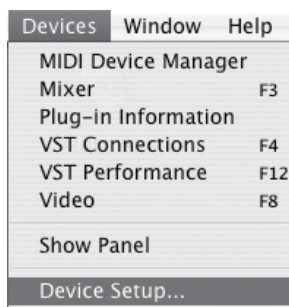 Devices Window Help
MIDI Device Manager
Mixer F3
Plug-in Information
VST Connections F4
VST Performance F12
Video F8
Show Panel
Device Setup...